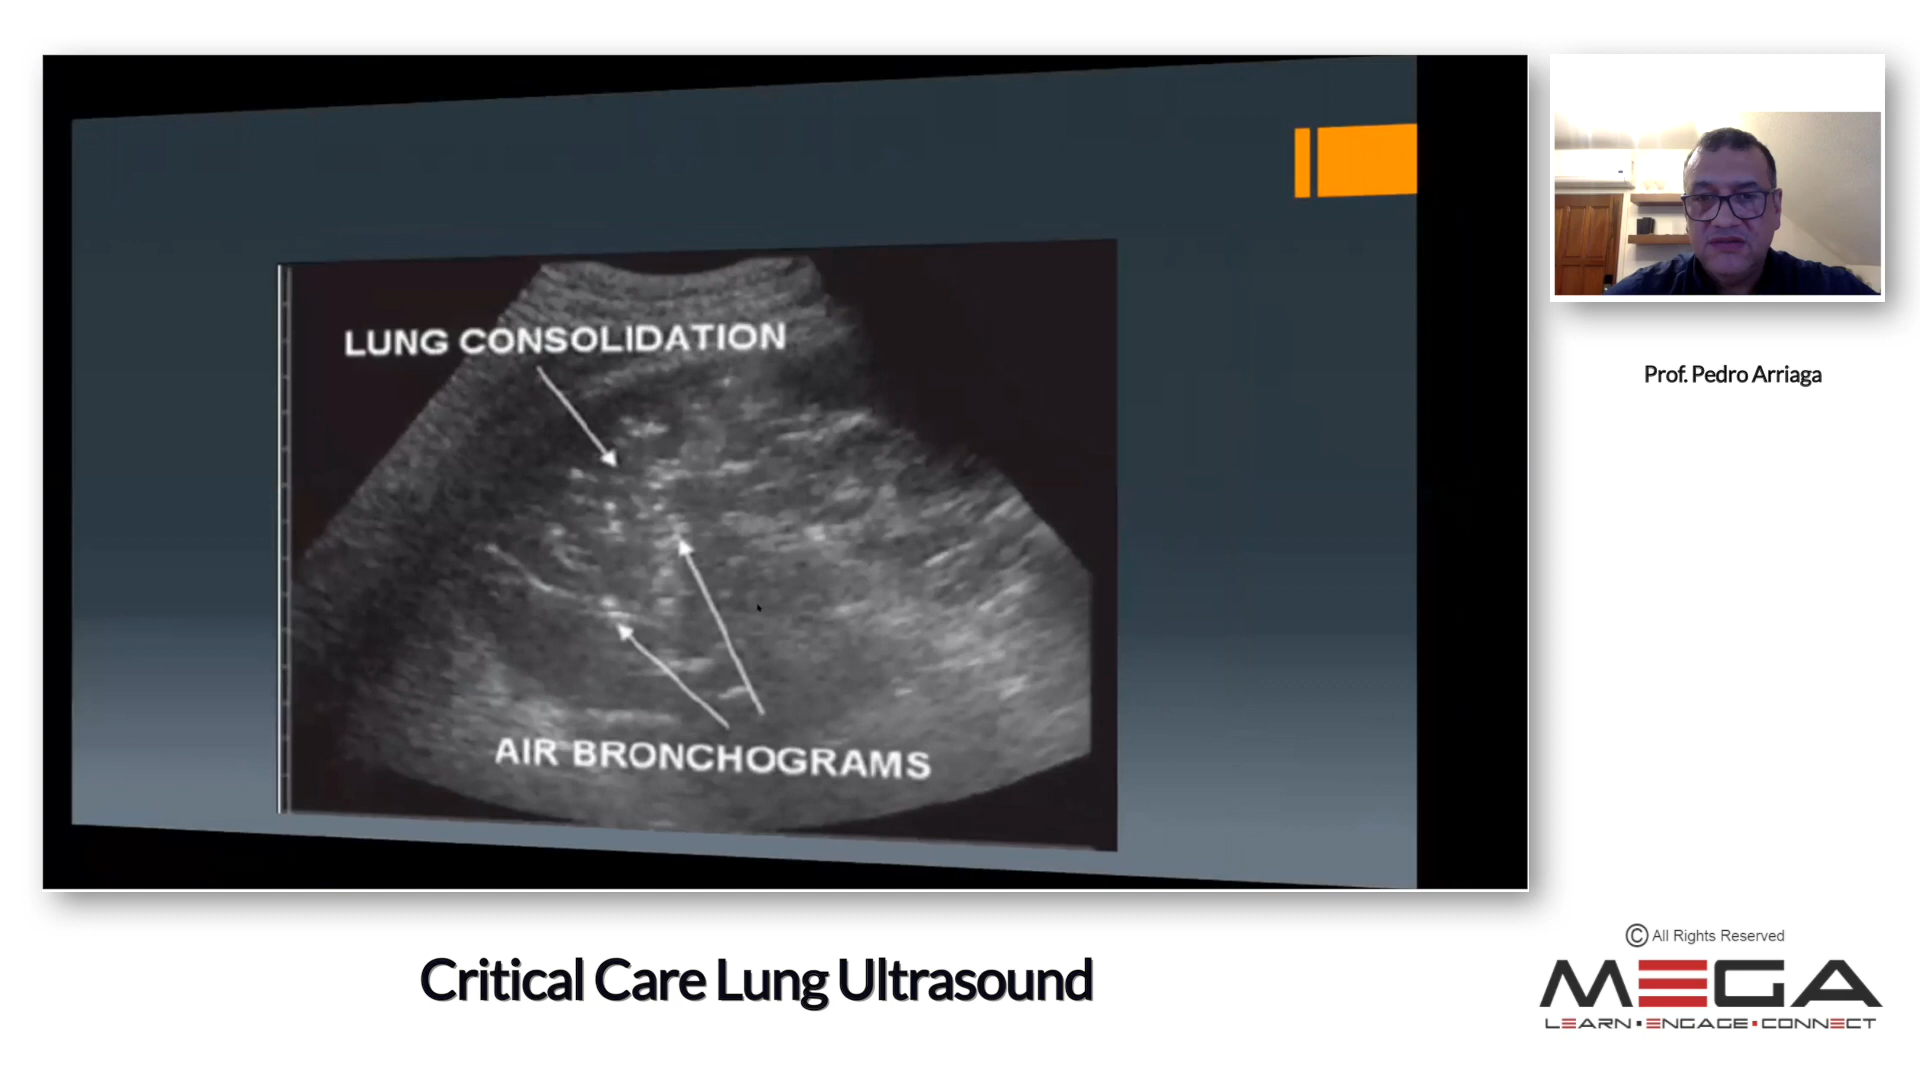 LUNG CONSOLIDATION
AIR BRONCHOGRAMS
Prof. Pedro Arriaga
Critical Care Lung Ultrasound
© All Rights Reserved
MEGA
LEARN • ENGAGE • CONNECT